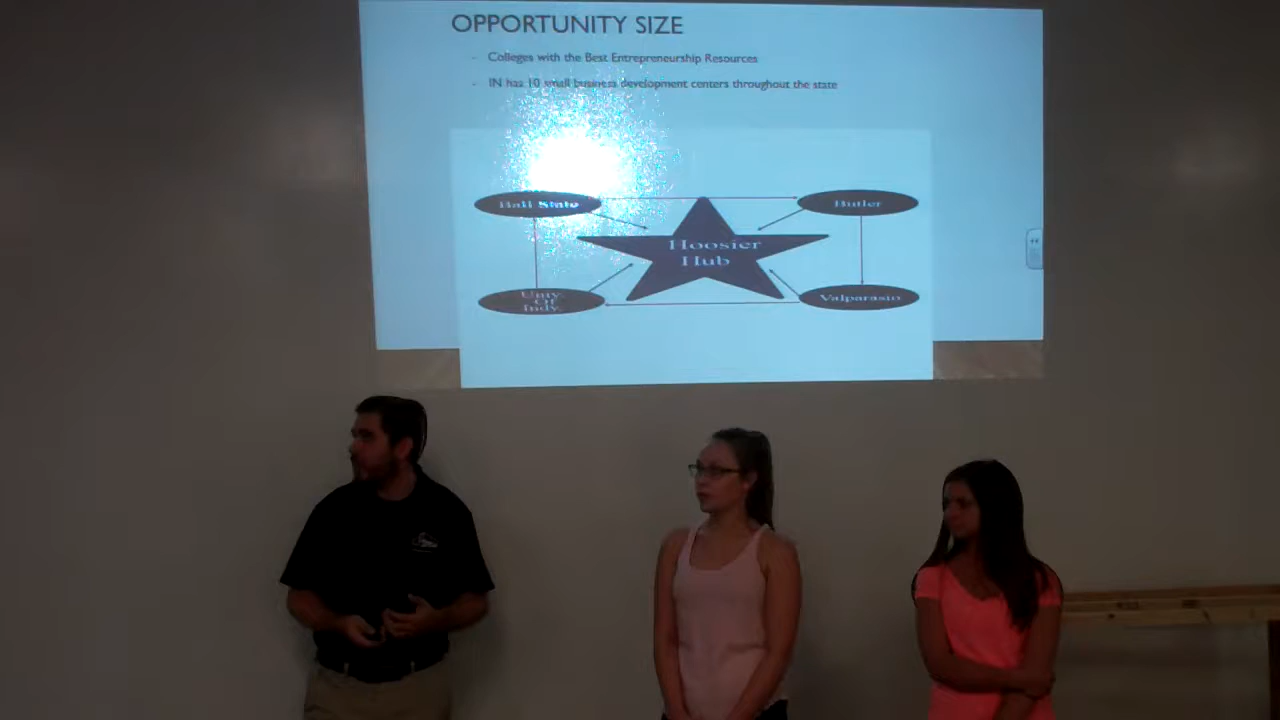 OPPORTUNITY SIZE
- Colleges with the Best Entrepreneurship Resources
- IN has 10 small business development centers throughout the state
Ball State
Butler
Hoosier
Hub
Univ.
Of
Indy.
Valparasio